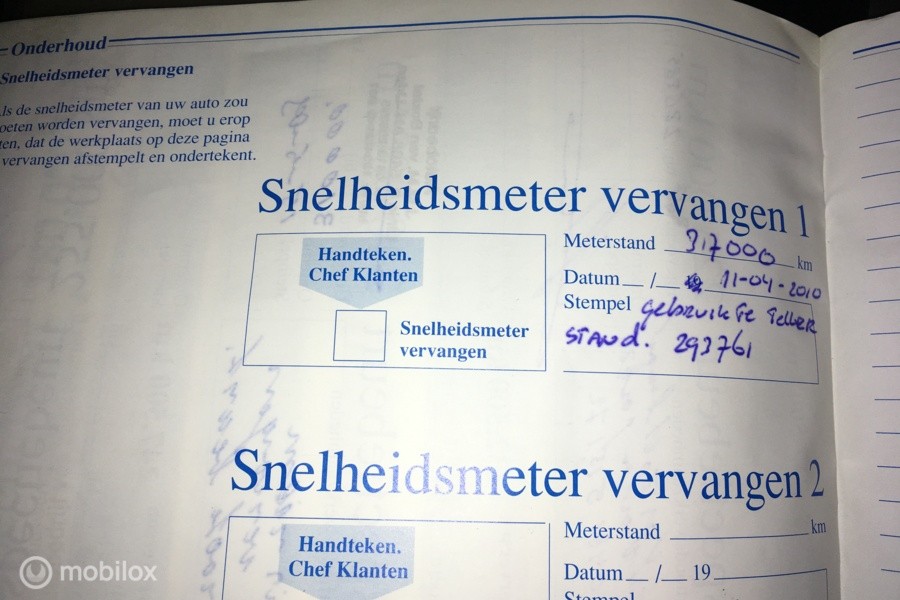 Onderhoud
Snelheidsmeter vervangen
ls de snelheidsmeter van uw auto zou
oeten worden vervangen, moet u erop
en, dat de werkplaats op deze pagina
vervangen afstempelt en ondertekent.
Snelheidsmeter vervangen 1
Handteken.
Chef Klanten
Snelheidsmeter
vervangen
Meterstand 317000 km
Datum / 11-04-2010
Stempel gebruikte Teller
STand. 293761
Snelheidsmeter vervangen 2
Handteken.
Chef Klanten
Meterstand km
Datum / 19
Stempel
mobilox